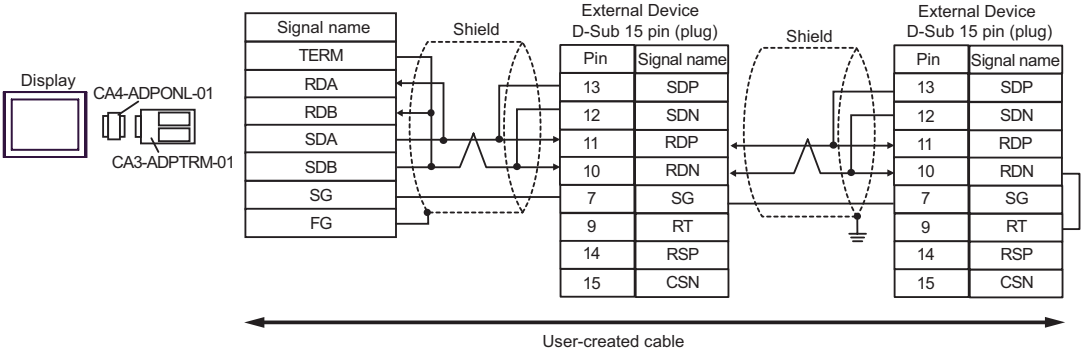 Display
CA4-ADPONL-01
CA3-ADPTRM-01
Signal name
TERM
RDA
RDB
SDA
SDB
SG
FG
Shield
External Device
D-Sub 15 pin (plug)
Pin Signal name
13 SDP
12 SDN
11 RDP
10 RDN
7 SG
9 RT
14 RSP
15 CSN
Shield
External Device
D-Sub 15 pin (plug)
Pin Signal name
13 SDP
12 SDN
11 RDP
10 RDN
7 SG
9 RT
14 RSP
15 CSN
User-created cable